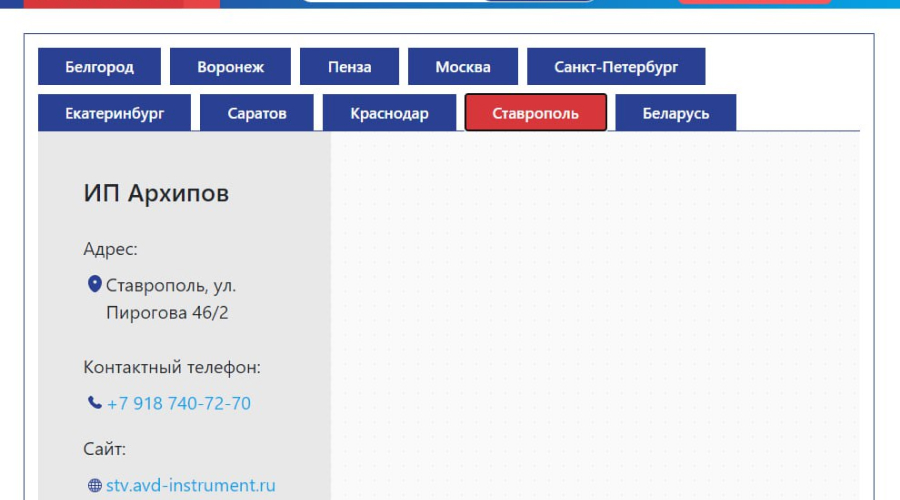 Белгород Воронеж Пенза Москва Санкт-Петербург
Екатеринбург Саратов Краснодар Ставрополь Беларусь
ИП Архипов
Адрес:
Ставрополь, ул.
Пирогова 46/2
Контактный телефон:
+7 918 740-72-70
Сайт:
stv.avd-instrument.ru